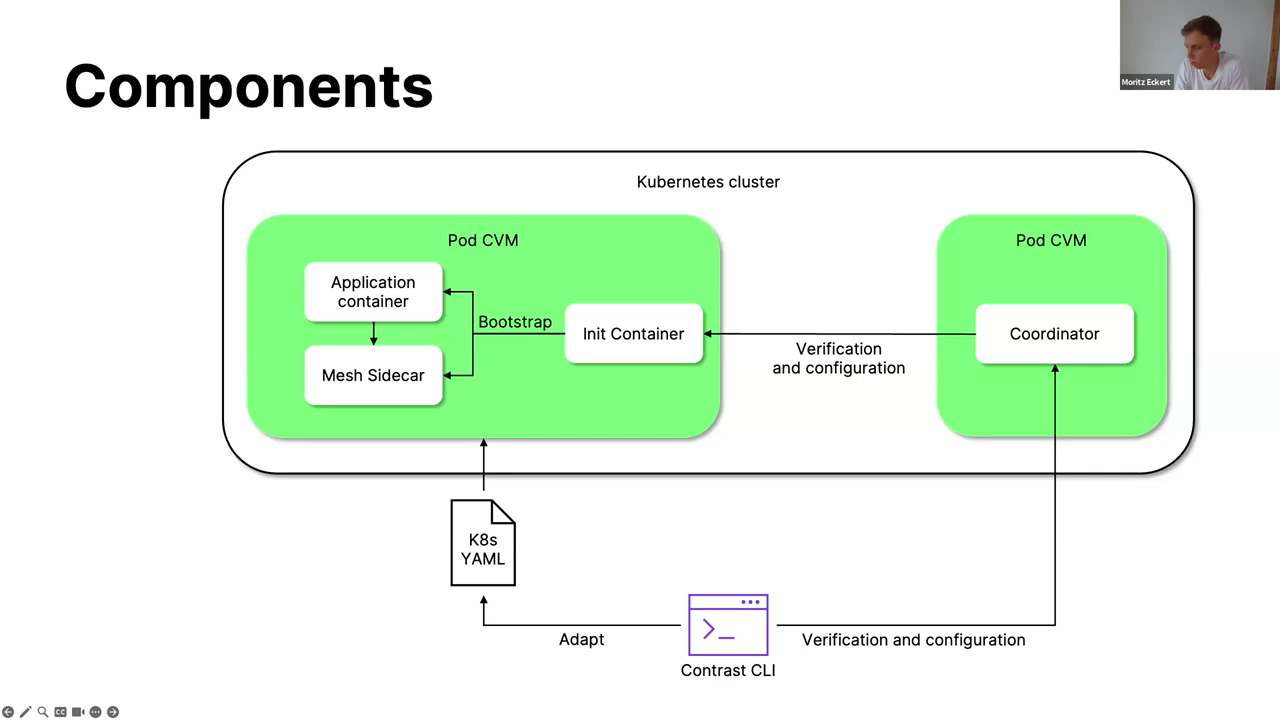 Components
Moritz Eckert
Kubernetes cluster
Pod CVM
Application
container
Mesh Sidecar
Bootstrap
Init Container
Verification
and configuration
Pod CVM
Coordinator
K8s
YAML
Adapt
Contrast CLI
Verification and configuration